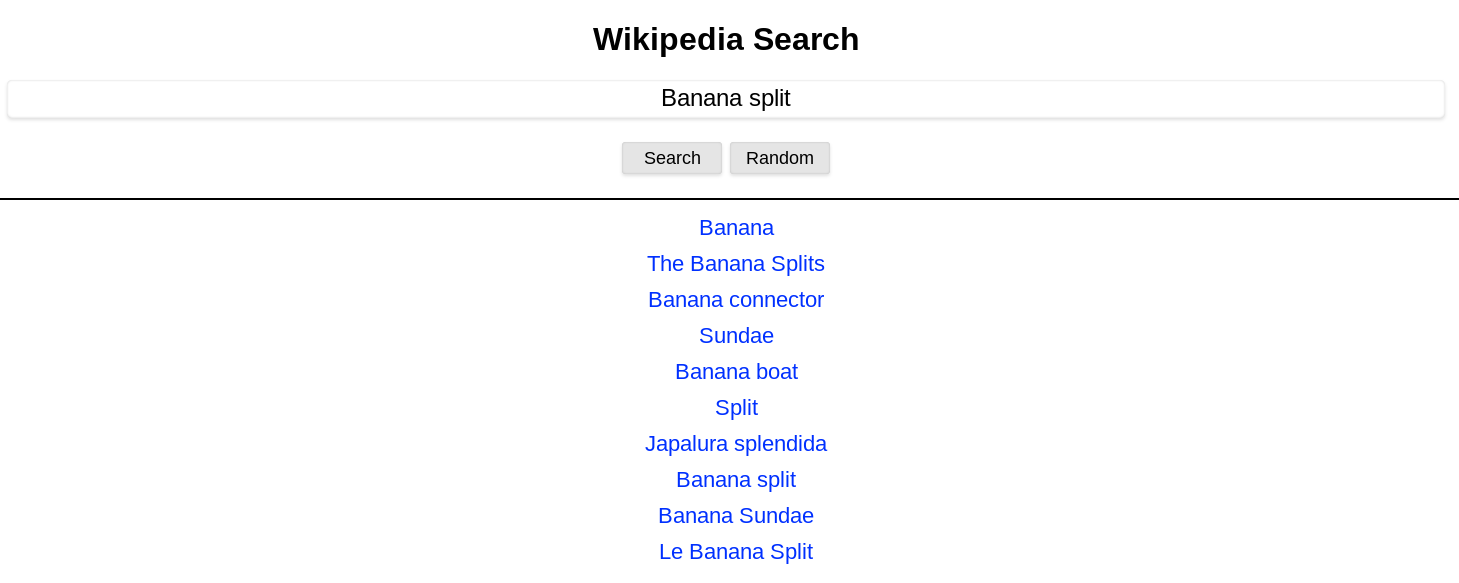 Wikipedia Search
Banana split
Search Random
Banana
The Banana Splits
Banana connector
Sundae
Banana boat
Split
Japalura splendida
Banana split
Banana Sundae
Le Banana Split